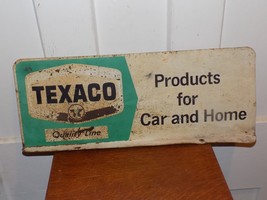 TEXACO
Quality Line
Products
for
Car and Home